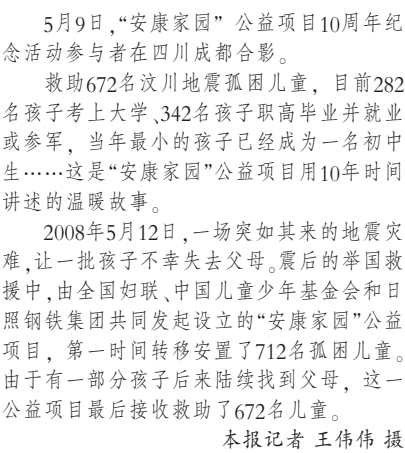 5月9日,“安康家园”公益项目10周年纪
念活动参与者在四川成都合影。
救助672名汶川地震孤困儿童，目前282
名孩子考上大学、342名孩子职高毕业并就业
或参军，当年最小的孩子已经成为一名初中
生……这是“安康家园”公益项目用10年时间
讲述的温暖故事。
2008年5月12日,一场突如其来的地震灾
难,让一批孩子不幸失去父母。震后的举国救
援中,由全国妇联、中国儿童少年基金会和日
照钢铁集团共同发起设立的“安康家园”公益
项目，第一时间转移安置了712名孤困儿童。
由于有一部分孩子后来陆续找到父母，这一
公益项目最后接收救助了672名儿童。
本报记者 王伟伟 摄